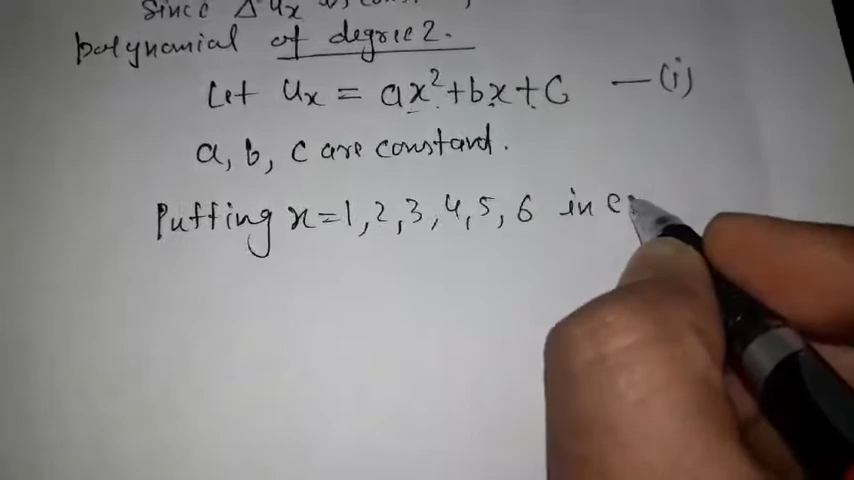 Since Δ
polynomial of degree 2.
Let Ux = ax² + bx + C — (i)
a, b, c are constant.
Putting x = 1, 2, 3, 4, 5, 6 in e